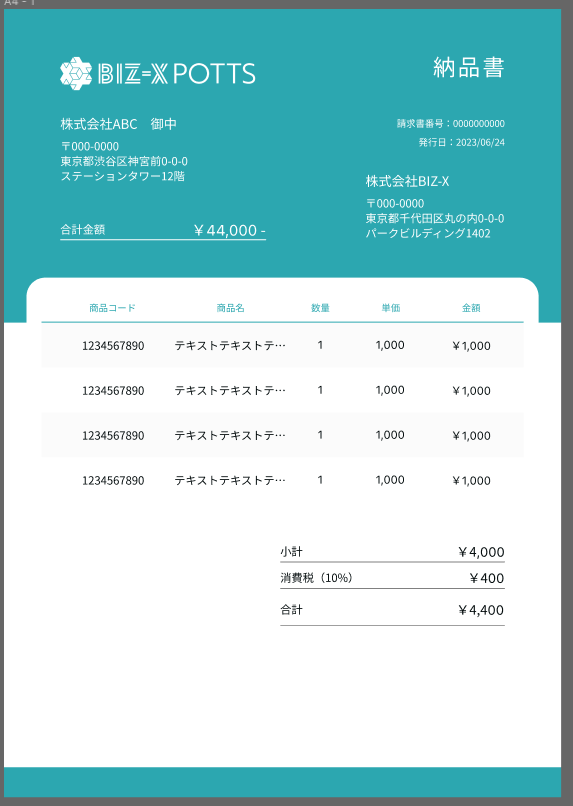 A4 - 1
BIZ-X POTTS
納品書
株式会社ABC　御中
〒000-0000
東京都渋谷区神宮前0-0-0
ステーションタワー12階
請求書番号：0000000000
発行日：2023/06/24
株式会社BIZ-X
〒000-0000
東京都千代田区丸の内0-0-0
パークビルディング1402
合計金額 ￥44,000 -
商品コード 商品名 数量 単価 金額
1234567890 テキストテキストテ… 1 1,000 ￥1,000
1234567890 テキストテキストテ… 1 1,000 ￥1,000
1234567890 テキストテキストテ… 1 1,000 ￥1,000
1234567890 テキストテキストテ… 1 1,000 ￥1,000
小計 ￥4,000
消費税（10%） ￥400
合計 ￥4,400